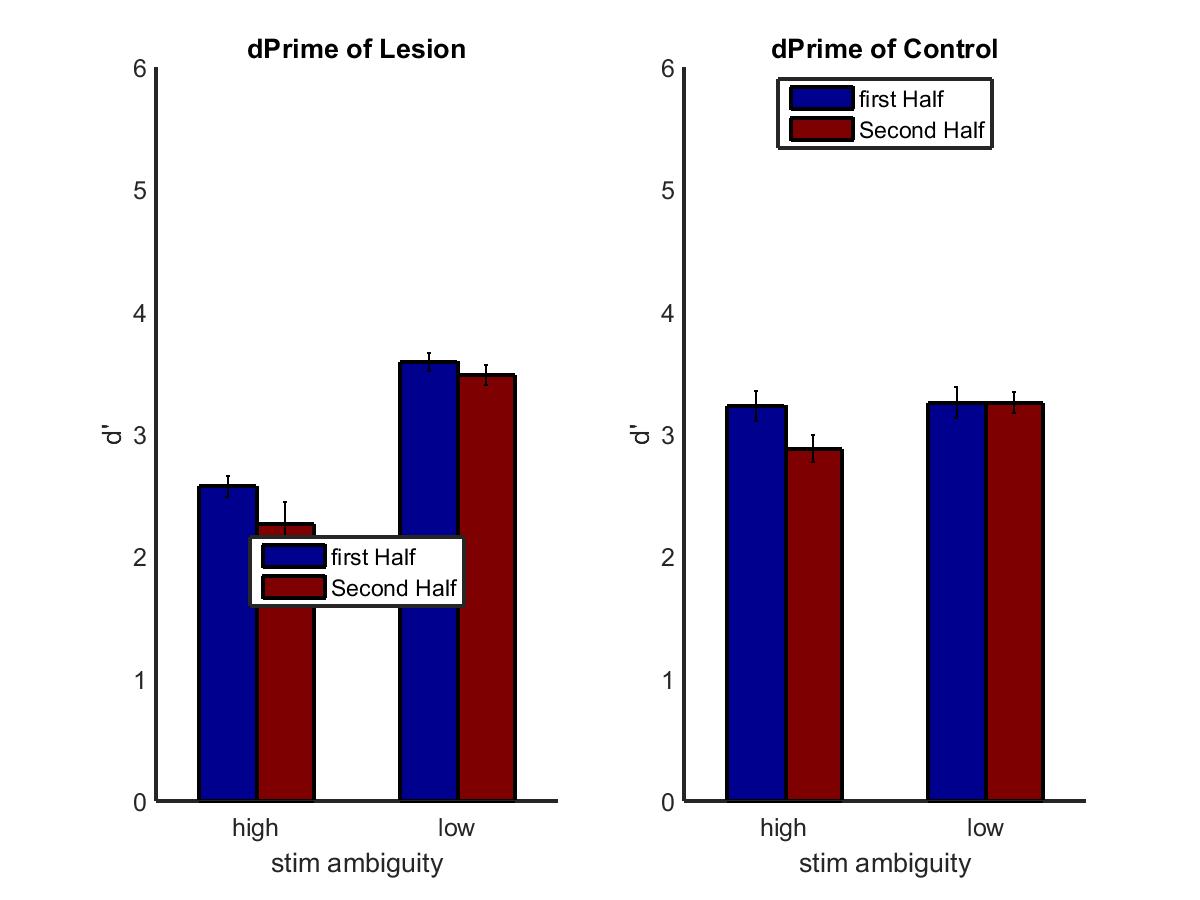 dPrime of Lesion
6
5
4
3
2
1
0
d'
first Half
Second Half
high
low
stim ambiguity
dPrime of Control
6
5
4
3
2
1
0
d'
first Half
Second Half
high
low
stim ambiguity